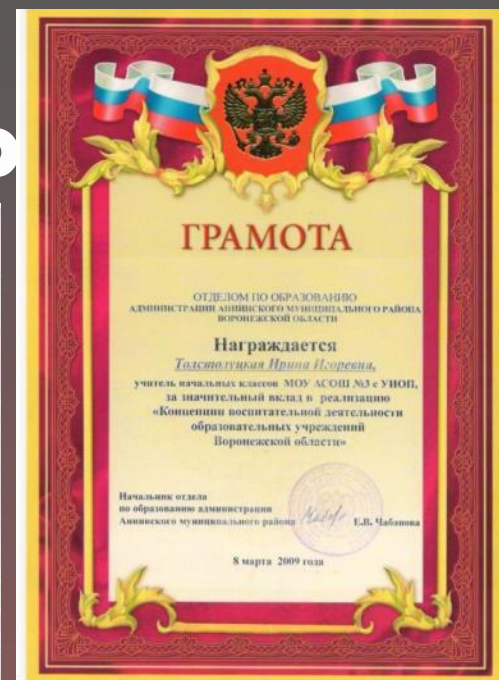 ГРАМОТА
ОТДЕЛОМ ПО ОБРАЗОВАНИЮ
АДМИНИСТРАЦИИ АННИНСКОГО МУНИЦИПАЛЬНОГО РАЙОНА
ВОРОНЕЖСКОЙ ОБЛАСТИ
Награждается
Толстолуцкая Ирина Игоревна,
учитель начальных классов МОУ АСОШ №3 с УИОП,
за значительный вклад в реализацию
«Концепции воспитательной деятельности
образовательных учреждений
Воронежской области»
Начальник отдела
по образованию администрации
Аннинского муниципального района Е.В. Чабанова
8 марта 2009 года